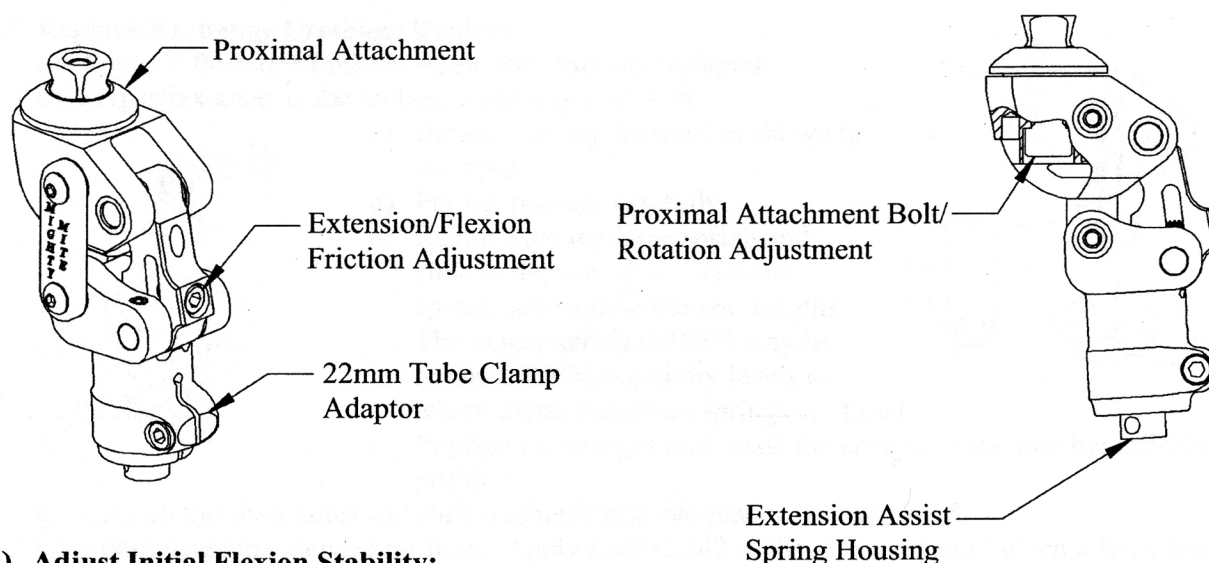 Proximal Attachment
MIGHTY
MITE
Extension/Flexion
Friction Adjustment
22mm Tube Clamp
Adaptor
Proximal Attachment Bolt/
Rotation Adjustment
Extension Assist
Spring Housing
Adjust Initial Flexion Stability: